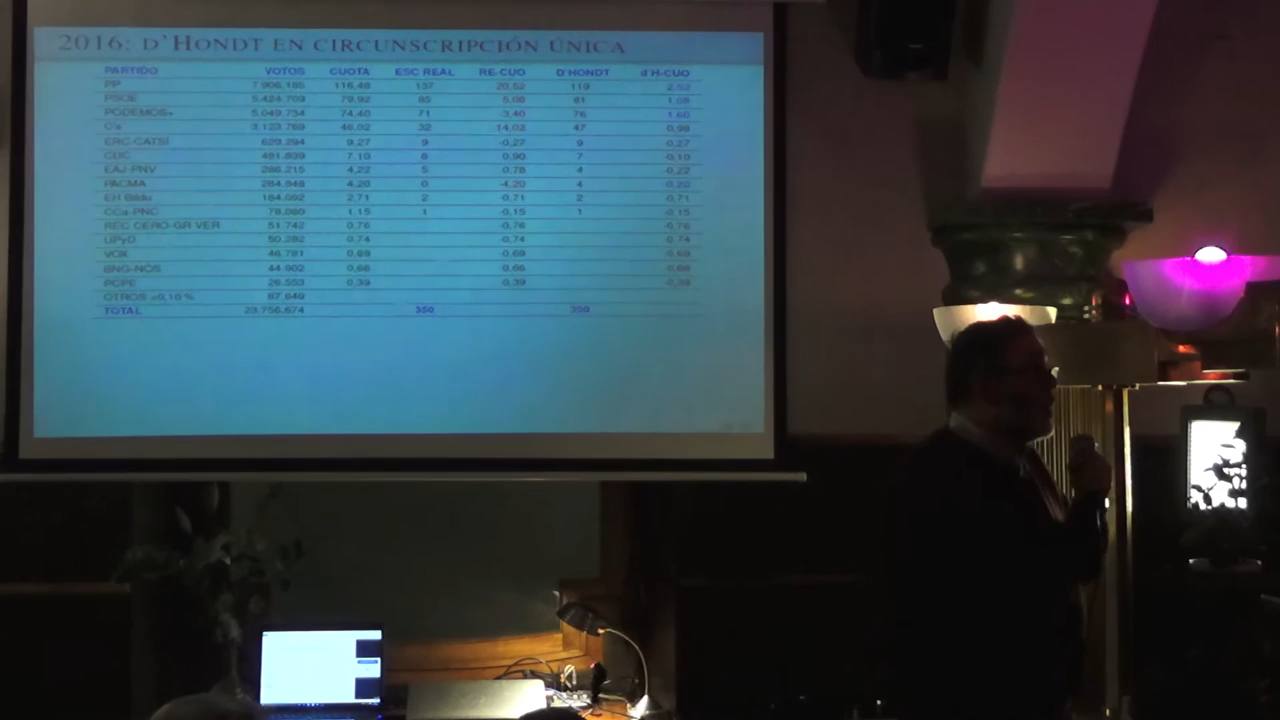 2016: D'HONDT EN CIRCUNSCRIPCIÓN ÚNICA
PARTIDO VOTOS CUOTA ESC REAL RE-CUO D'HONDT d'H-CUO
PP 7.906.185 116,48 137 20,52 119 2,52
PSOE 5.424.709 79,92 85 5,08 81 1,08
PODEMOS+ 5.049.734 74,40 71 -3,40 76 1,60
C's 3.123.769 46,02 32 14,02 47 0,98
ERC-CATSÍ 629.294 9,27 9 -0,27 9 -0,27
CDC 481.839 7,10 8 0,90 7 -0,10
EAJ-PNV 286.215 4,22 5 0,78 4 -0,22
PACMA 284.848 4,20 0 -4,20 4 -0,20
EH Bildu 184.092 2,71 2 -0,71 2 -0,71
CCa-PNC 78.080 1,15 1 -0,15 1 -0,15
REC CERO-GR VER 51.742 0,76 -0,76 -0,76
UPyD 50.282 0,74 -0,74 -0,74
VOX 46.781 0,69 -0,69 -0,69
BNG-NÓS 44.902 0,66 0,66 -0,66
PCPE 26.553 0,39 0,39 -0,39
OTROS <0,10 % 87.649
TOTAL 23.756.674 350 350